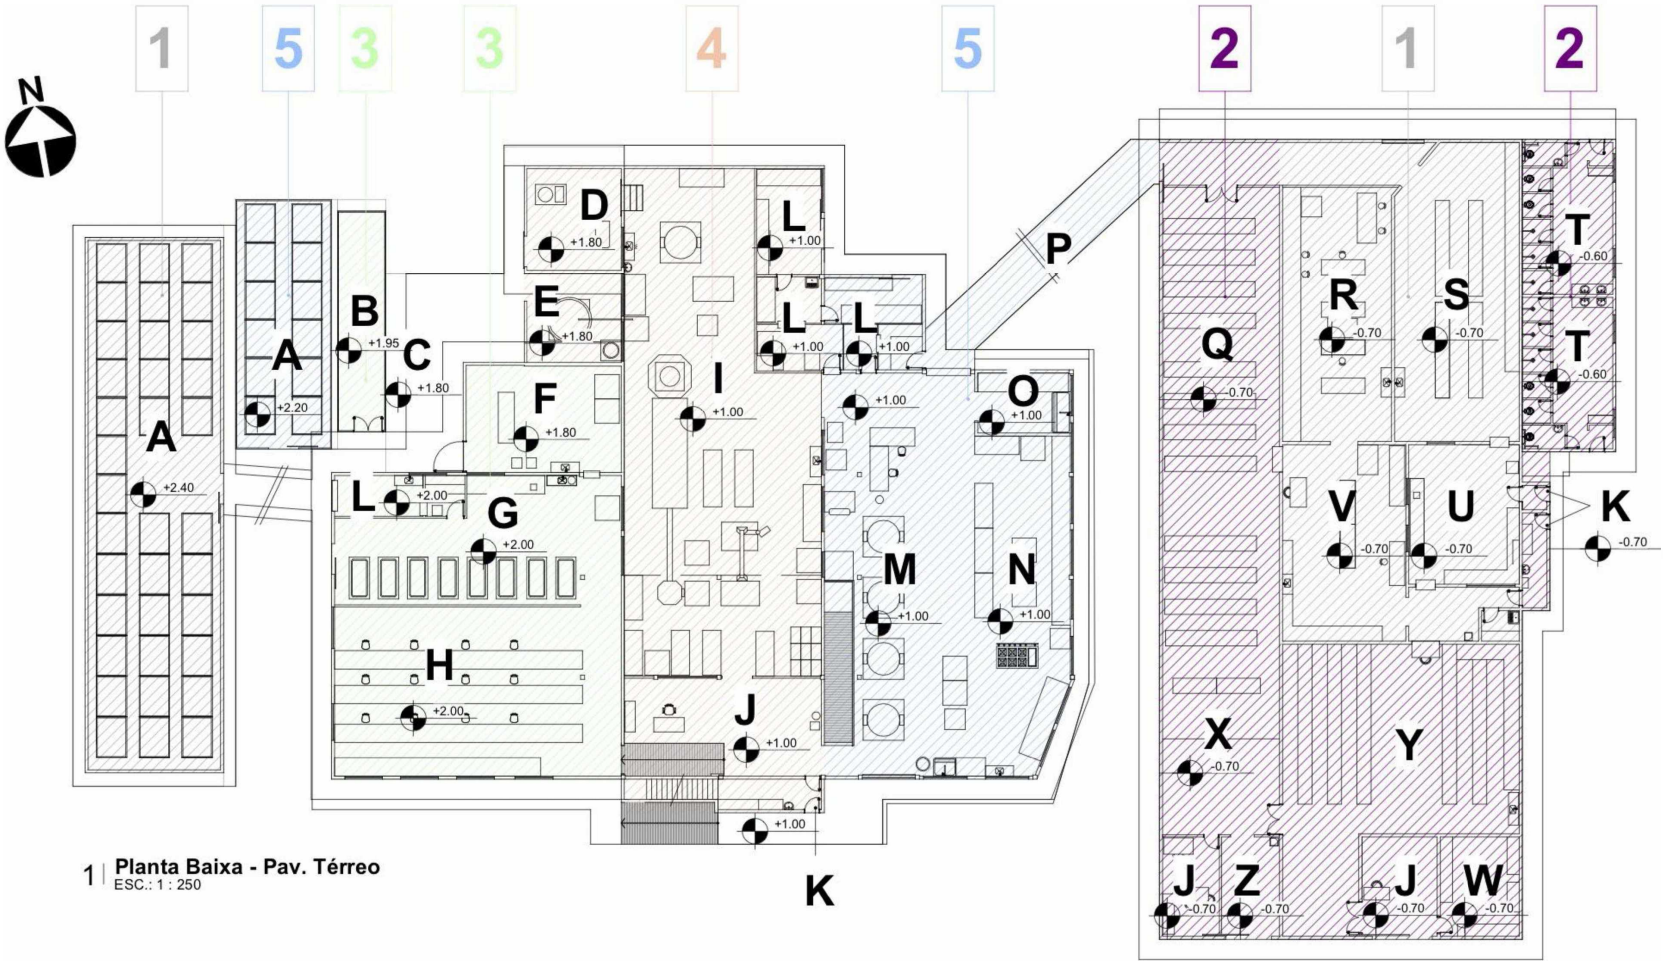 1 5 3 3 4 5 2 1 2
N
D
+1.80
L
+1.00
P
T
-0.60
E
+1.80
L
+1.00
L
+1.00
R
-0.70
S
-0.70
B
+1.95
C
+1.80
A
+2.20
Q
-0.70
T
-0.60
I
+1.00
F
+1.80
+1.00
O
+1.00
A
+2.40
L
+2.00
G
+2.00
V
-0.70
U
-0.70
K
-0.70
M
+1.00
N
+1.00
H
+2.00
J
+1.00
X
-0.70
Y
+1.00
K
J
-0.70
Z
-0.70
J
-0.70
W
-0.70
1 Planta Baixa - Pav. Térreo
ESC.: 1 : 250